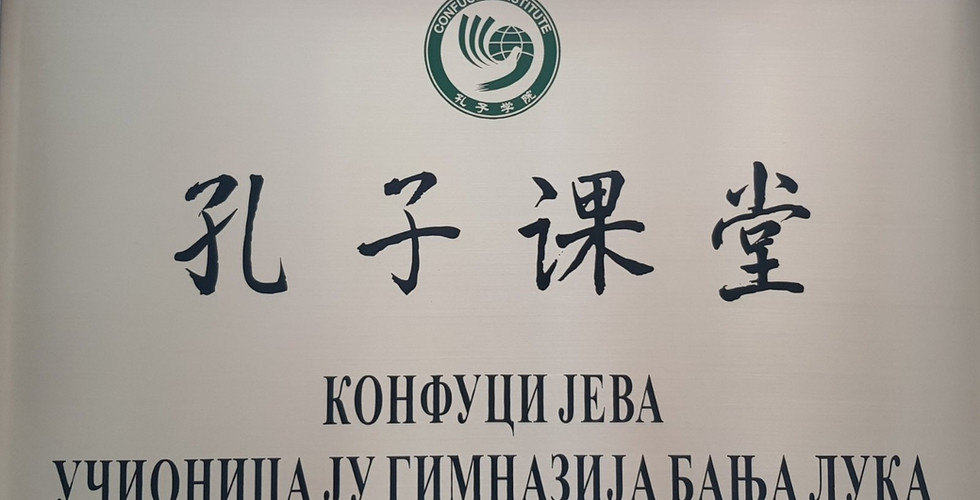 CONFUCIUS INSTITUTE
孔子学院
孔子课堂
КОНФУЦИЈЕВА
УЧИОНИЦА ЈУ ГИМНАЗИЈА БАЊА ЛУКА